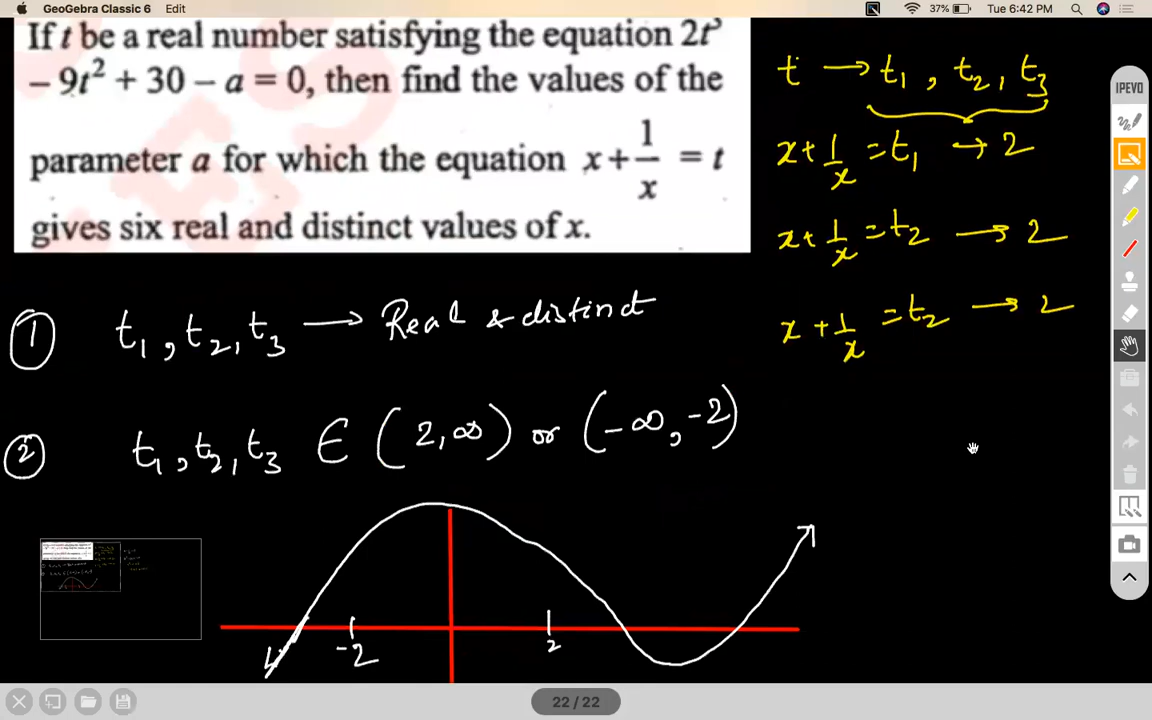 GeoGebra Classic 6 Edit 37% Tue 6:42 PM
If t be a real number satisfying the equation 2t³
– 9t² + 30 – a = 0, then find the values of the
parameter a for which the equation x + 1/x = t
gives six real and distinct values of x.
t → t₁ , t₂ , t₃
x + 1/x = t₁ → 2
x + 1/x = t₂ → 2
x + 1/x = t₂ → 2
IPEVO
① t₁ , t₂ , t₃ → Real & distinct
② t₁ , t₂ , t₃ ∈ (2, ∞) or (-∞, -2)
-2 2
22 / 22